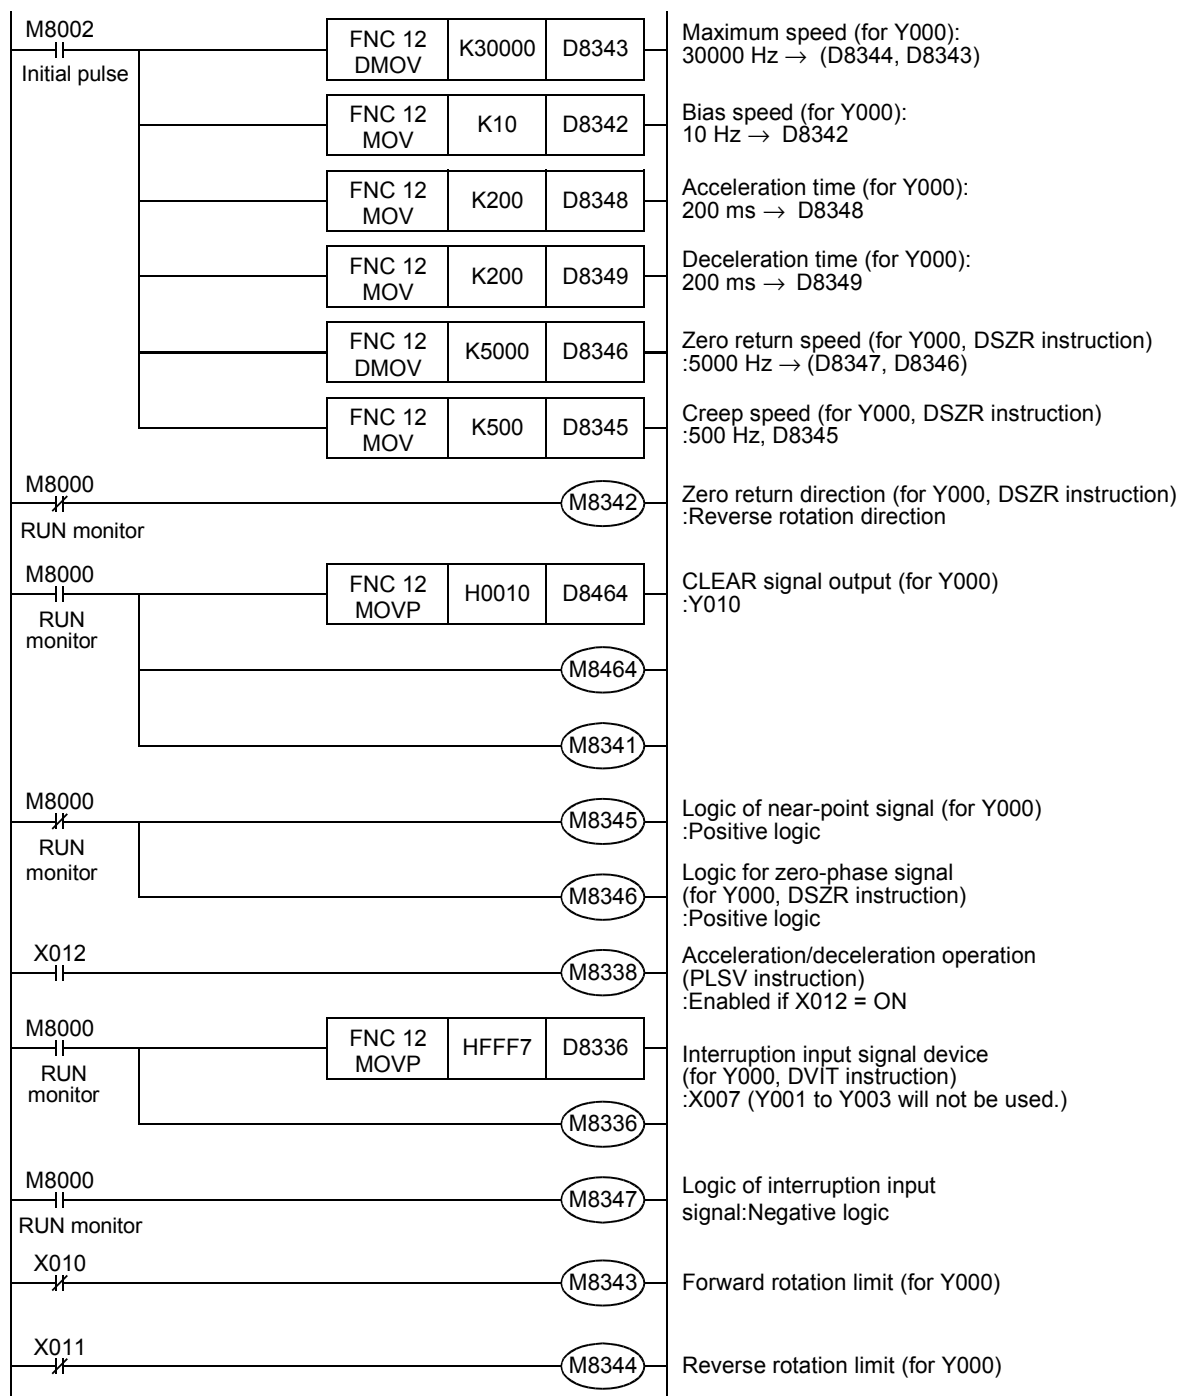 M8002
Initial pulse
FNC 12
DMOV
K30000
D8343
Maximum speed (for Y000):
30000 Hz → (D8344, D8343)
FNC 12
MOV
K10
D8342
Bias speed (for Y000):
10 Hz → D8342
FNC 12
MOV
K200
D8348
Acceleration time (for Y000):
200 ms → D8348
FNC 12
MOV
K200
D8349
Deceleration time (for Y000):
200 ms → D8349
FNC 12
DMOV
K5000
D8346
Zero return speed (for Y000, DSZR instruction)
:5000 Hz → (D8347, D8346)
FNC 12
MOV
K500
D8345
Creep speed (for Y000, DSZR instruction)
:500 Hz, D8345
M8000
RUN monitor
M8342
Zero return direction (for Y000, DSZR instruction)
:Reverse rotation direction
M8000
RUN
monitor
FNC 12
MOVP
H0010
D8464
CLEAR signal output (for Y000)
:Y010
M8464
M8341
M8000
RUN
monitor
M8345
Logic of near-point signal (for Y000)
:Positive logic
M8346
Logic for zero-phase signal
(for Y000, DSZR instruction)
:Positive logic
X012
M8338
Acceleration/deceleration operation
(PLSV instruction)
:Enabled if X012 = ON
M8000
RUN
monitor
FNC 12
MOVP
HFFF7
D8336
Interruption input signal device
(for Y000, DVIT instruction)
:X007 (Y001 to Y003 will not be used.)
M8336
M8000
RUN monitor
M8347
Logic of interruption input
signal:Negative logic
X010
M8343
Forward rotation limit (for Y000)
X011
M8344
Reverse rotation limit (for Y000)